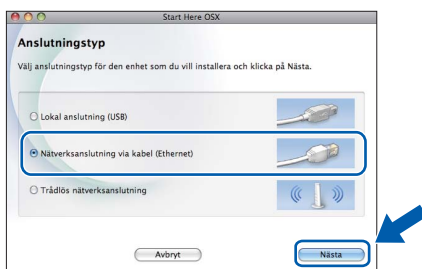 Start Here OSX
Anslutningstyp
Välj anslutningstyp för den enhet som du vill installera och klicka på Nästa.
Lokal anslutning (USB)
Nätverksanslutning via kabel (Ethernet)
Trådlös nätverksanslutning
Avbryt
Nästa